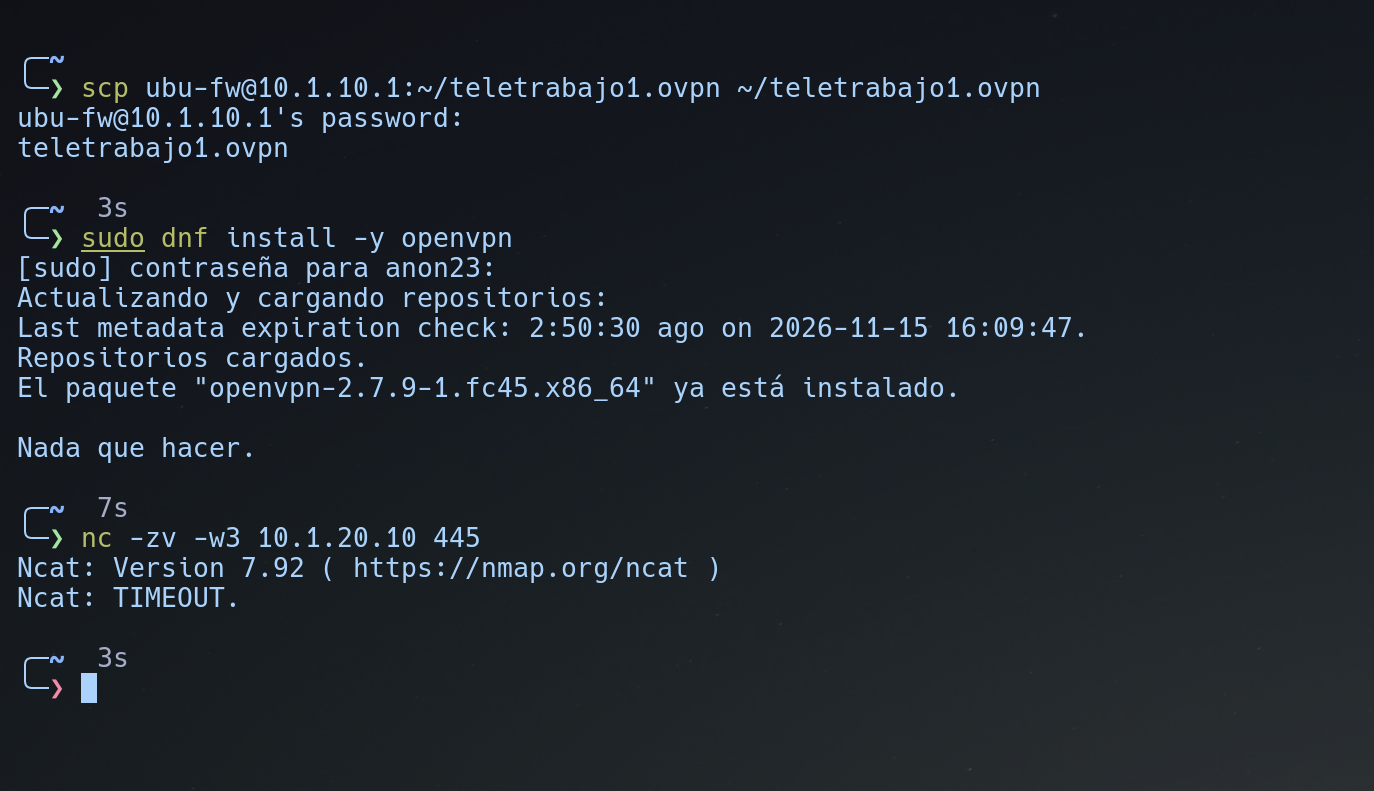 ~
❯ scp ubu-fw@10.1.10.1:~/teletrabajo1.ovpn ~/teletrabajo1.ovpn
ubu-fw@10.1.10.1's password:
teletrabajo1.ovpn
~ 3s
❯ sudo dnf install -y openvpn
[sudo] contraseña para anon23:
Actualizando y cargando repositorios:
Last metadata expiration check: 2:50:30 ago on 2026-11-15 16:09:47.
Repositorios cargados.
El paquete "openvpn-2.7.9-1.fc45.x86_64" ya está instalado.
Nada que hacer.
~ 7s
❯ nc -zv -w3 10.1.20.10 445
Ncat: Version 7.92 ( https://nmap.org/ncat )
Ncat: TIMEOUT.
~ 3s
❯